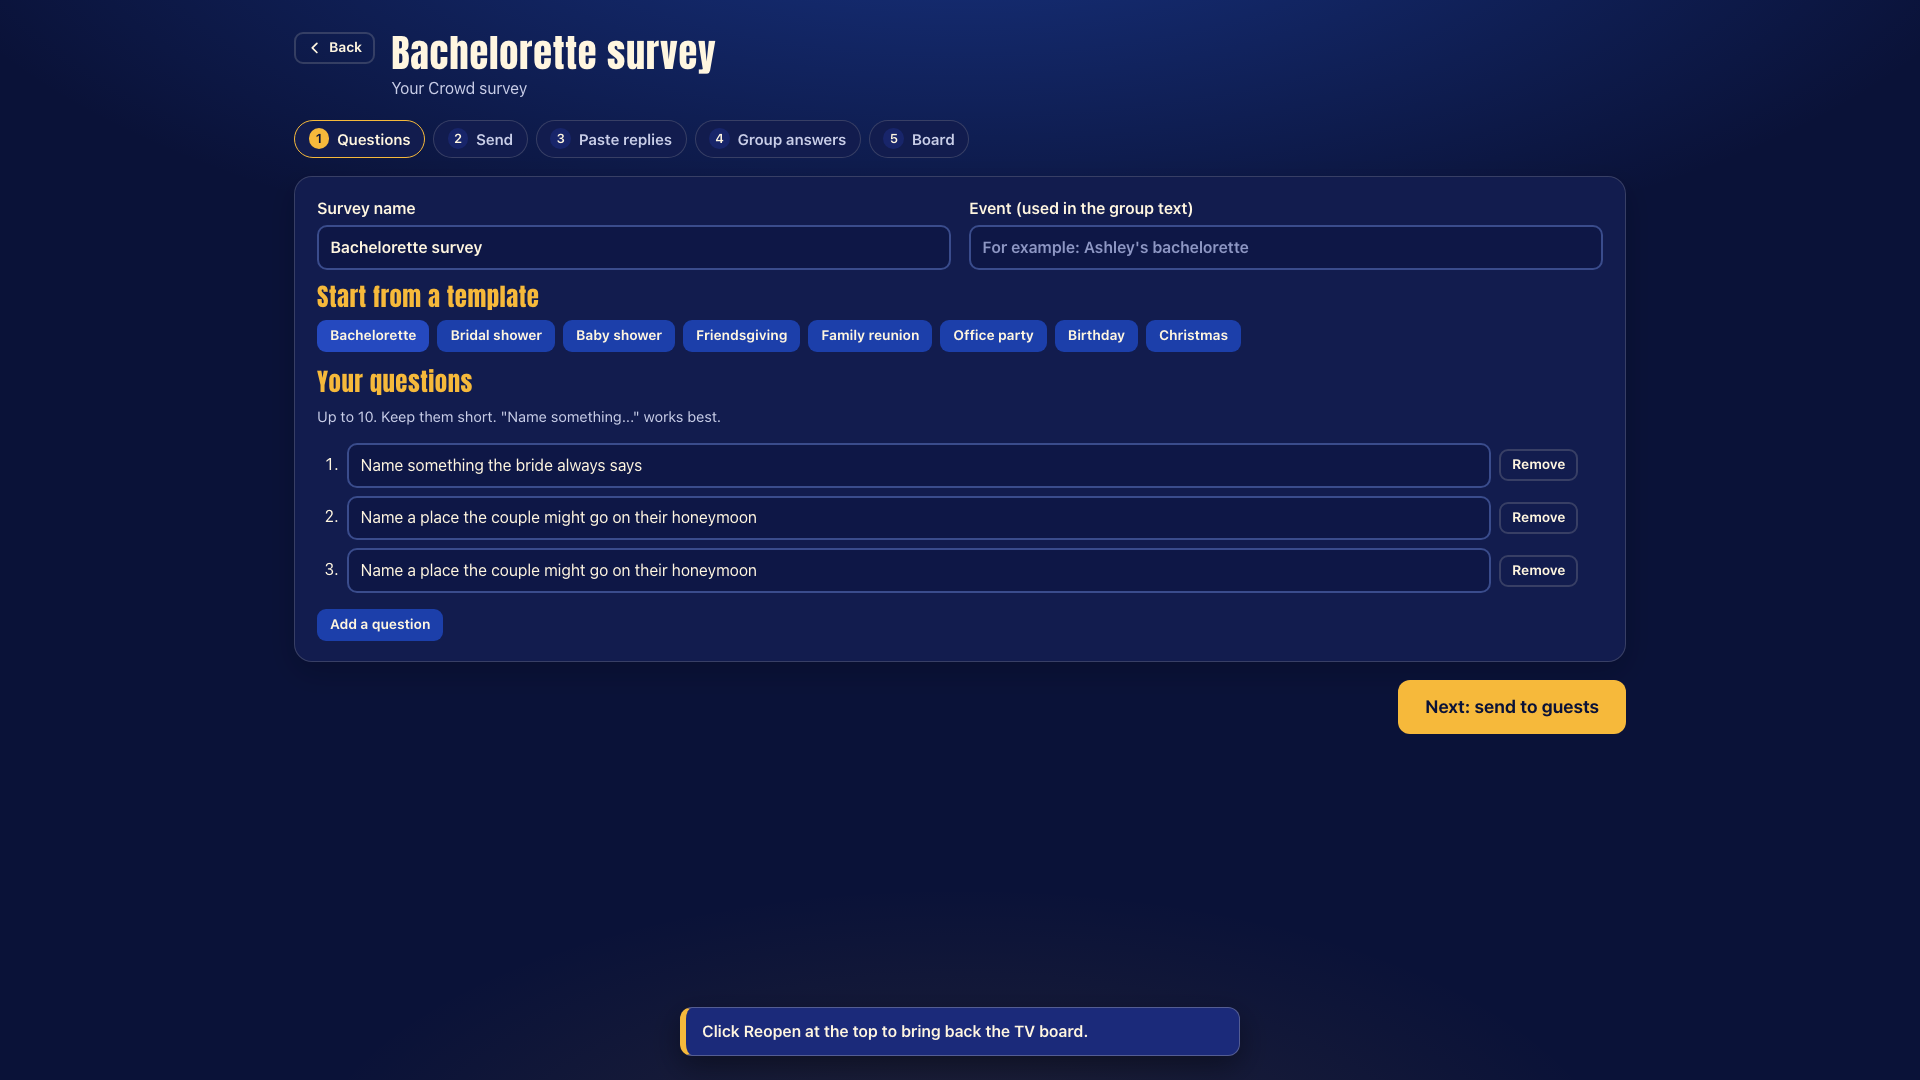 Back
Bachelorette survey
Your Crowd survey
1 Questions
2 Send
3 Paste replies
4 Group answers
5 Board
Survey name
Event (used in the group text)
Bachelorette survey
For example: Ashley's bachelorette
Start from a template
Bachelorette
Bridal shower
Baby shower
Friendsgiving
Family reunion
Office party
Birthday
Christmas
Your questions
Up to 10. Keep them short. "Name something..." works best.
1. Name something the bride always says Remove
2. Name a place the couple might go on their honeymoon Remove
3. Name a place the couple might go on their honeymoon Remove
Add a question
Next: send to guests
Click Reopen at the top to bring back the TV board.